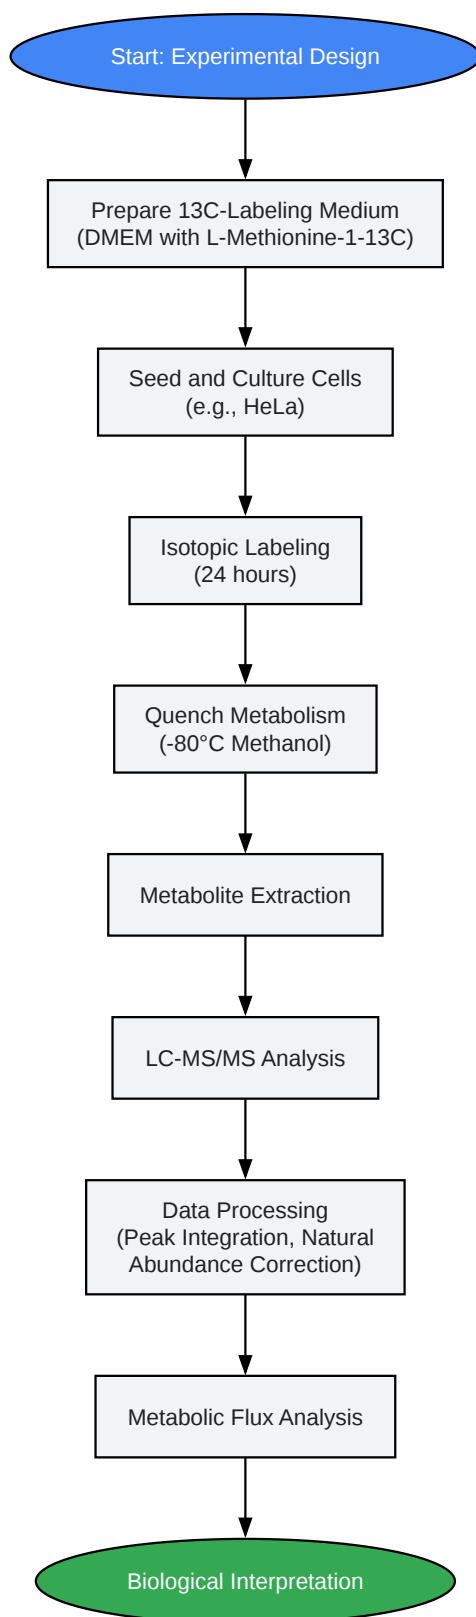 Start: Experimental Design
Prepare 13C-Labeling Medium
(DMEM with L-Methionine-1-13C)
Seed and Culture Cells
(e.g., HeLa)
Isotopic Labeling
(24 hours)
Quench Metabolism
(-80°C Methanol)
Metabolite Extraction
LC-MS/MS Analysis
Data Processing
(Peak Integration, Natural
Abundance Correction)
Metabolic Flux Analysis
Biological Interpretation